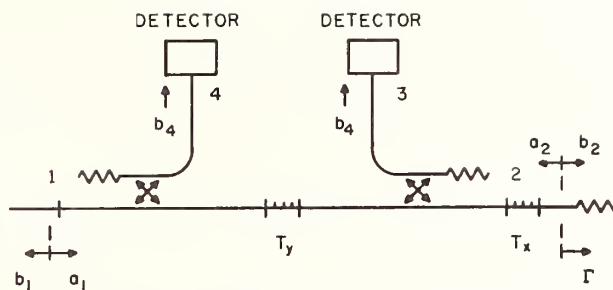 DETECTOR DETECTOR
4 3
b4 b4
a2 b2
1 2
Ty Tx
b1 a1 Γ